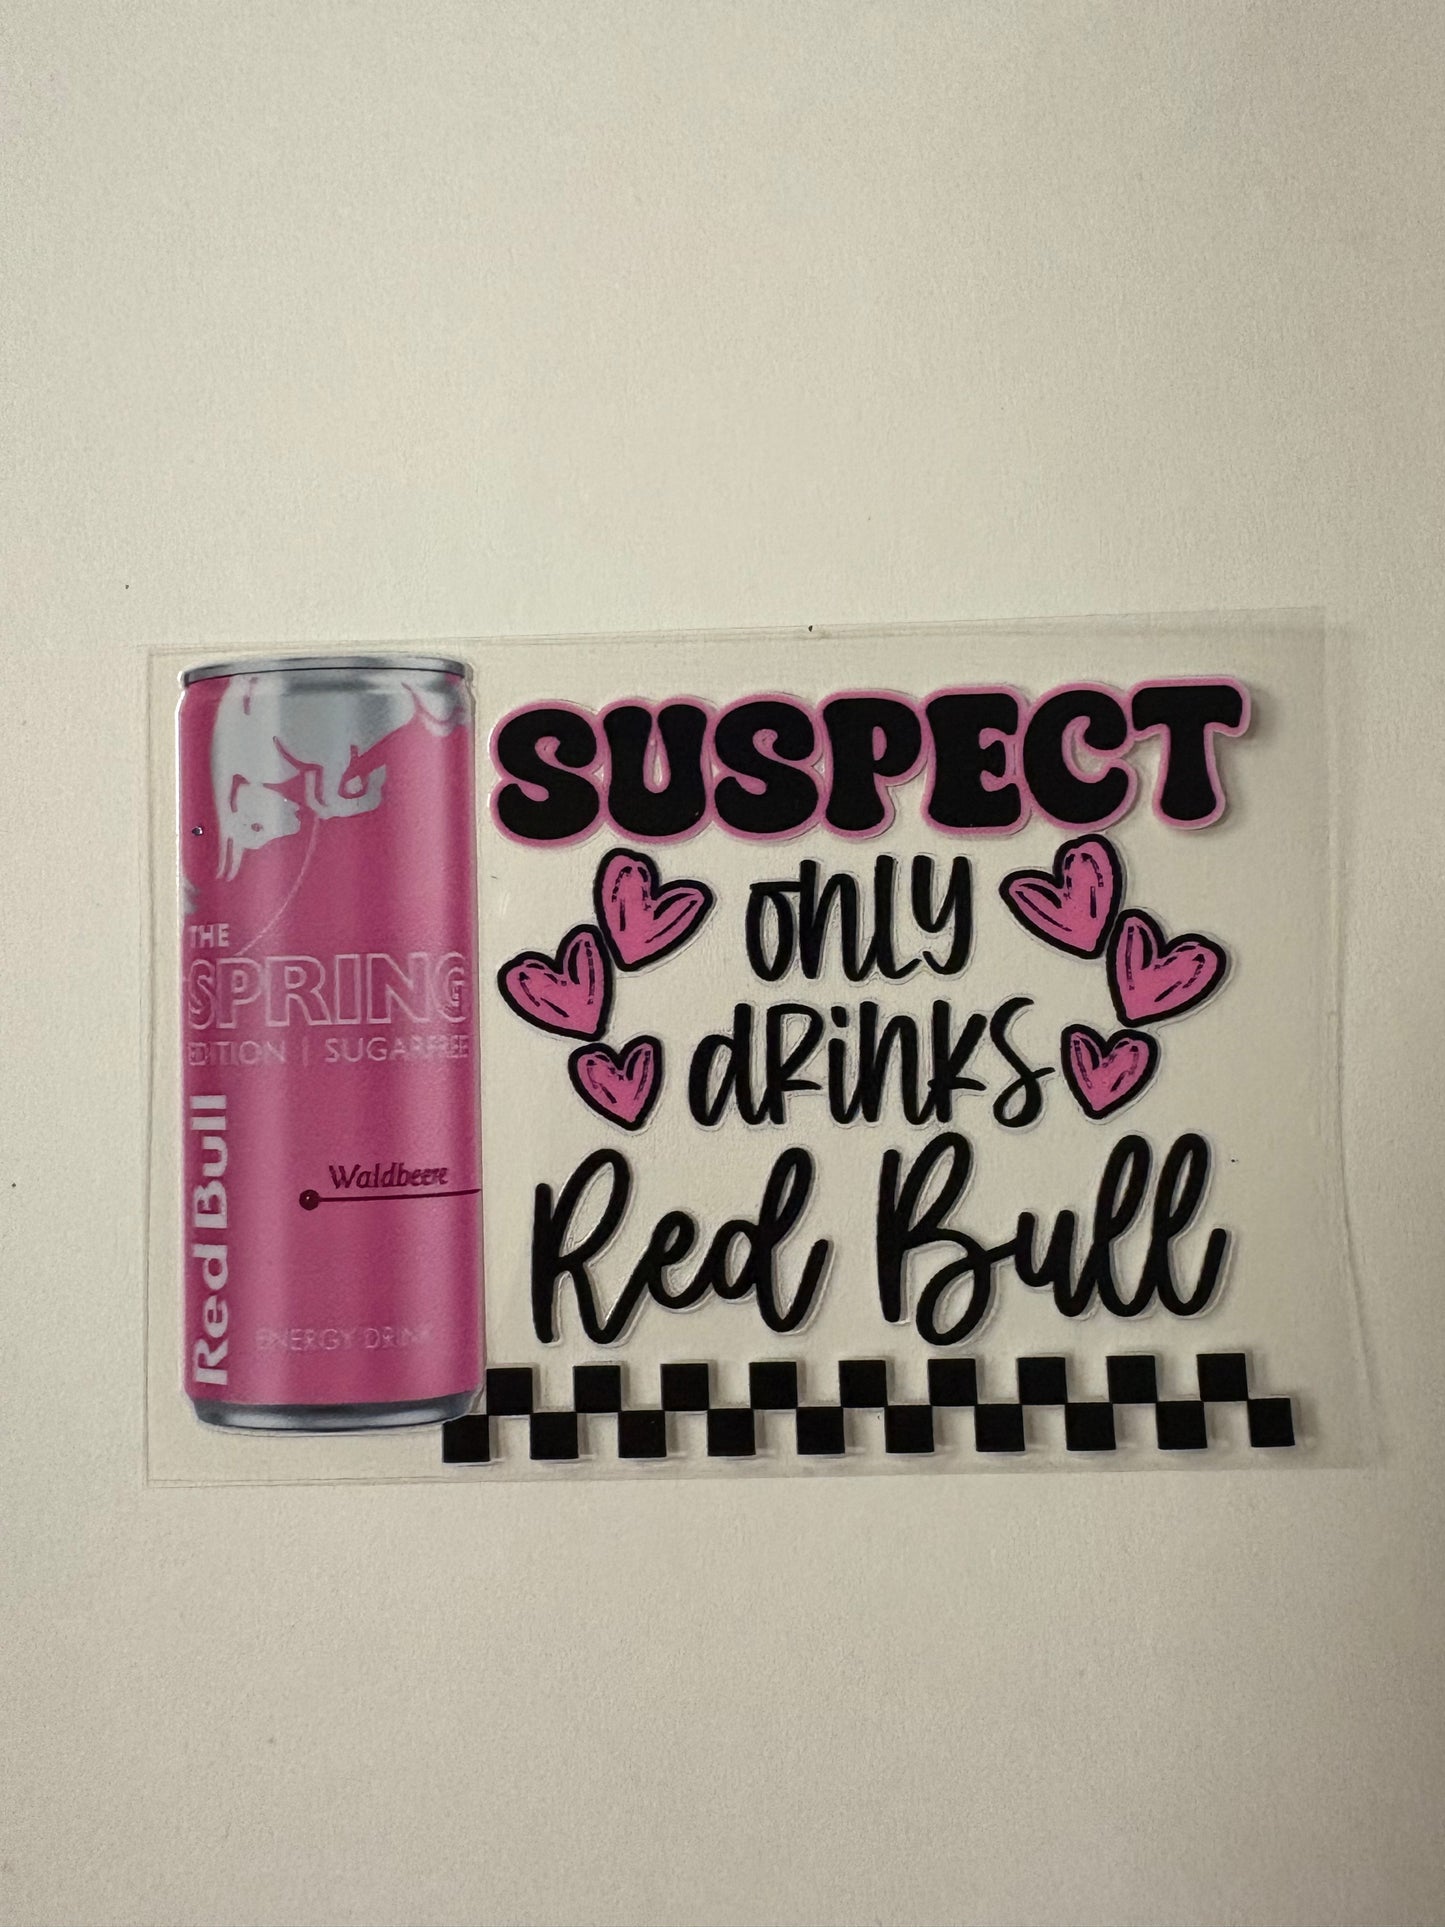 THE
SPRING
EDITION | SUGARFREE
Red Bull
Waldbeere
ENERGY DRINK
SUSPECT
only
drinks
Red Bull